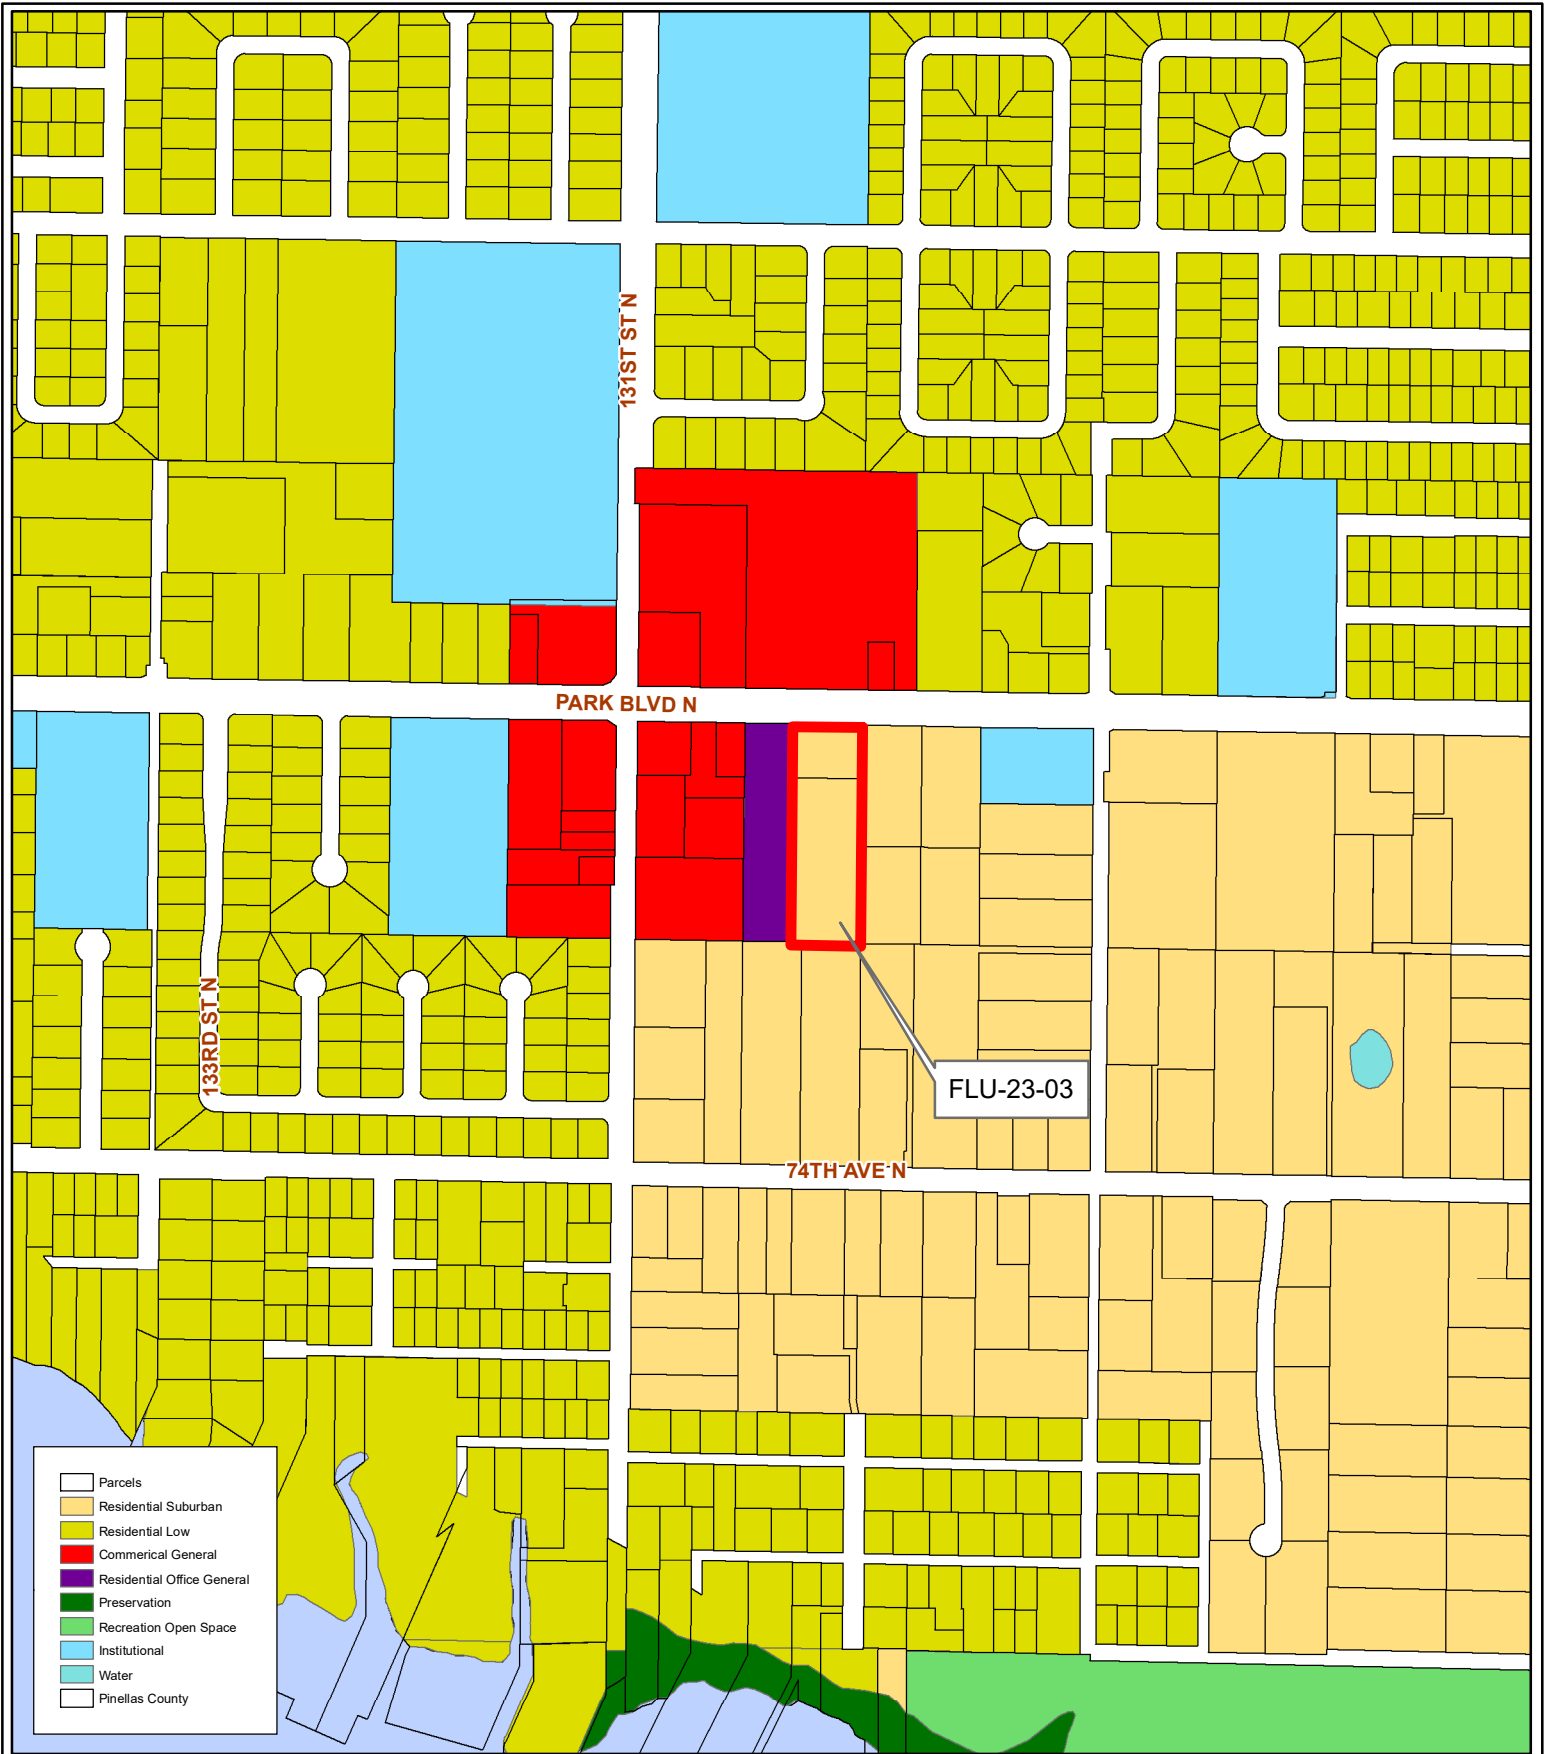 131ST ST N
PARK BLVD N
133RD ST N
FLU-23-03
74TH AVE N
Parcels
Residential Suburban
Residential Low
Commerical General
Residential Office General
Preservation
Recreation Open Space
Institutional
Water
Pinellas County